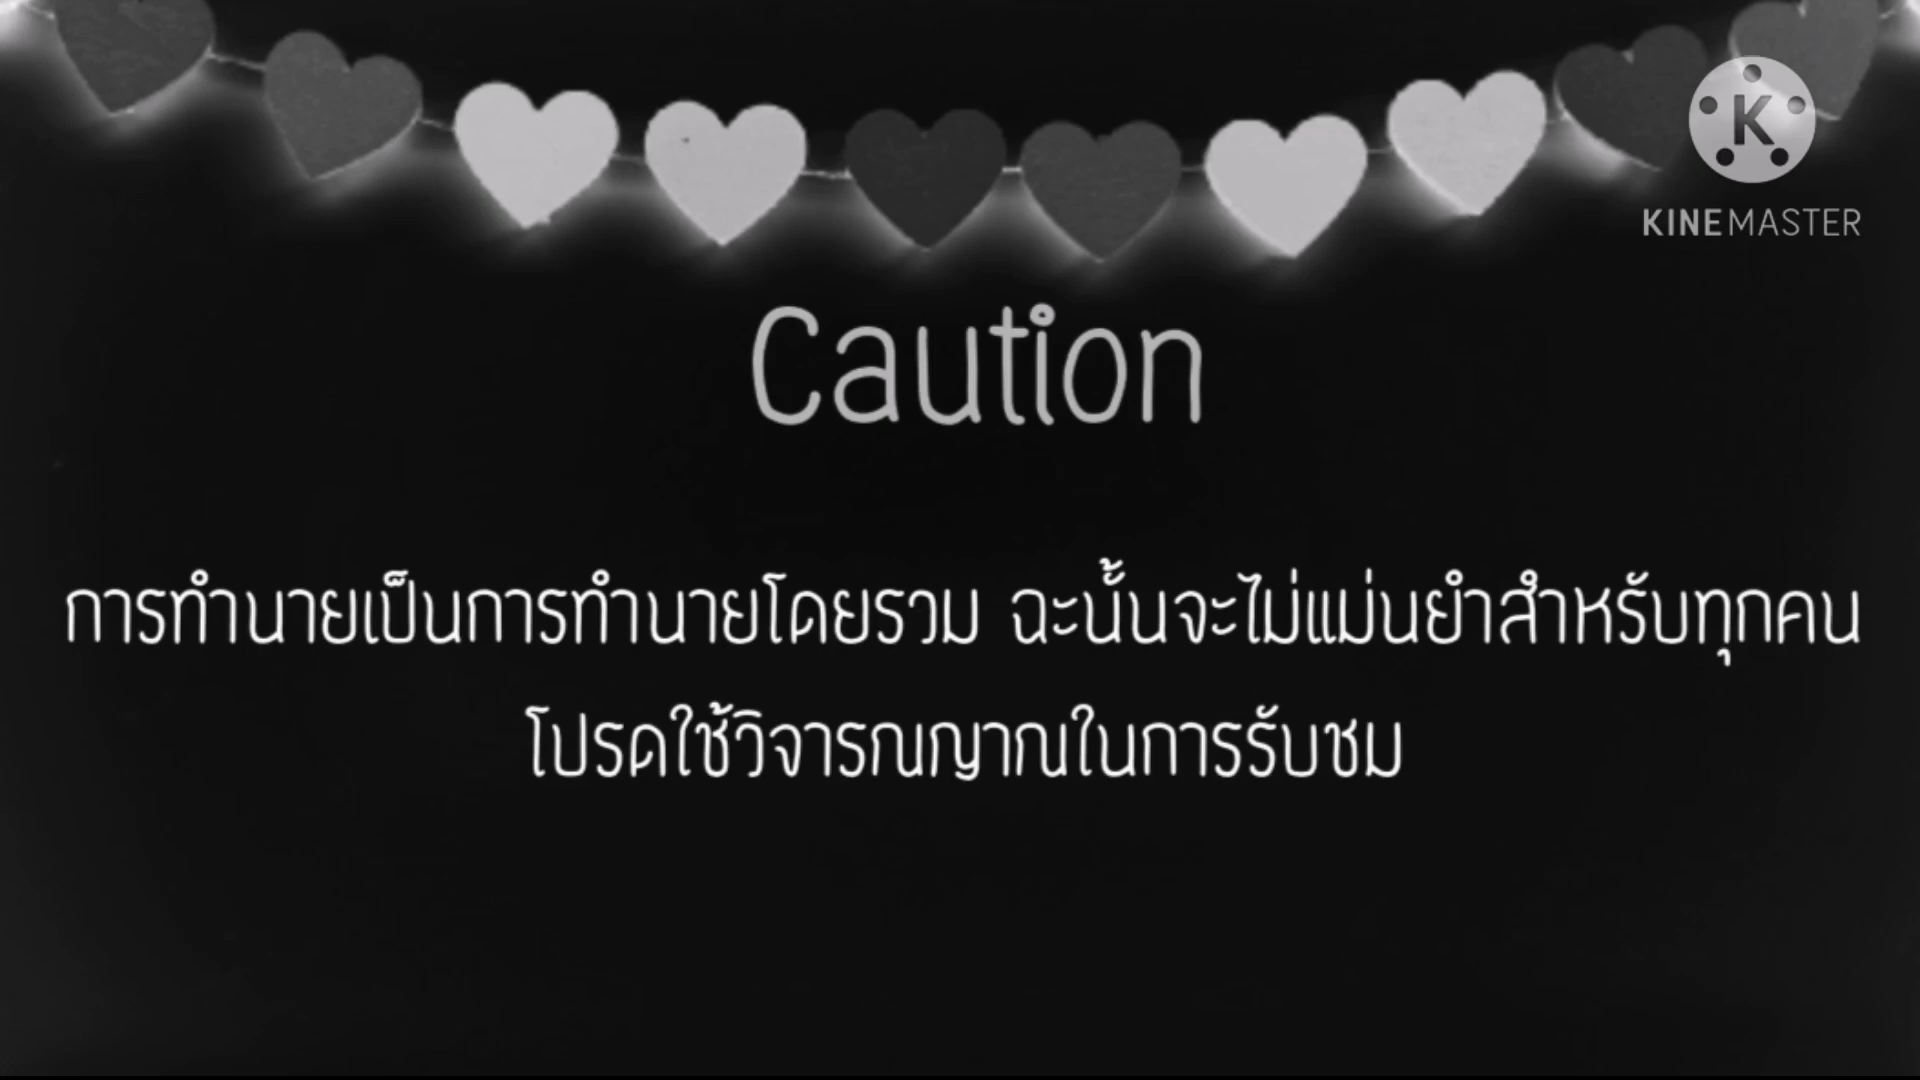 K
KINEMASTER
Caution
การทำนายเป็นการทำนายโดยรวม ฉะนั้นจะไม่แม่นยำสำหรับทุกคน
โปรดใช้วิจารณญาณในการรับชม